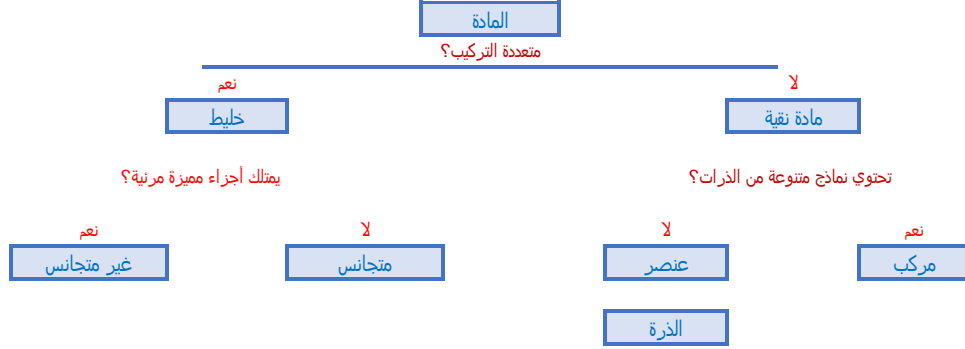 المادة
متعددة التركيب؟
لا
نعم
مادة نقية
خليط
تحتوي نماذج متنوعة من الذرات؟
يمتلك أجزاء مميزة مرئية؟
نعم
لا
لا
نعم
مركب
عنصر
متجانس
غير متجانس
الذرة